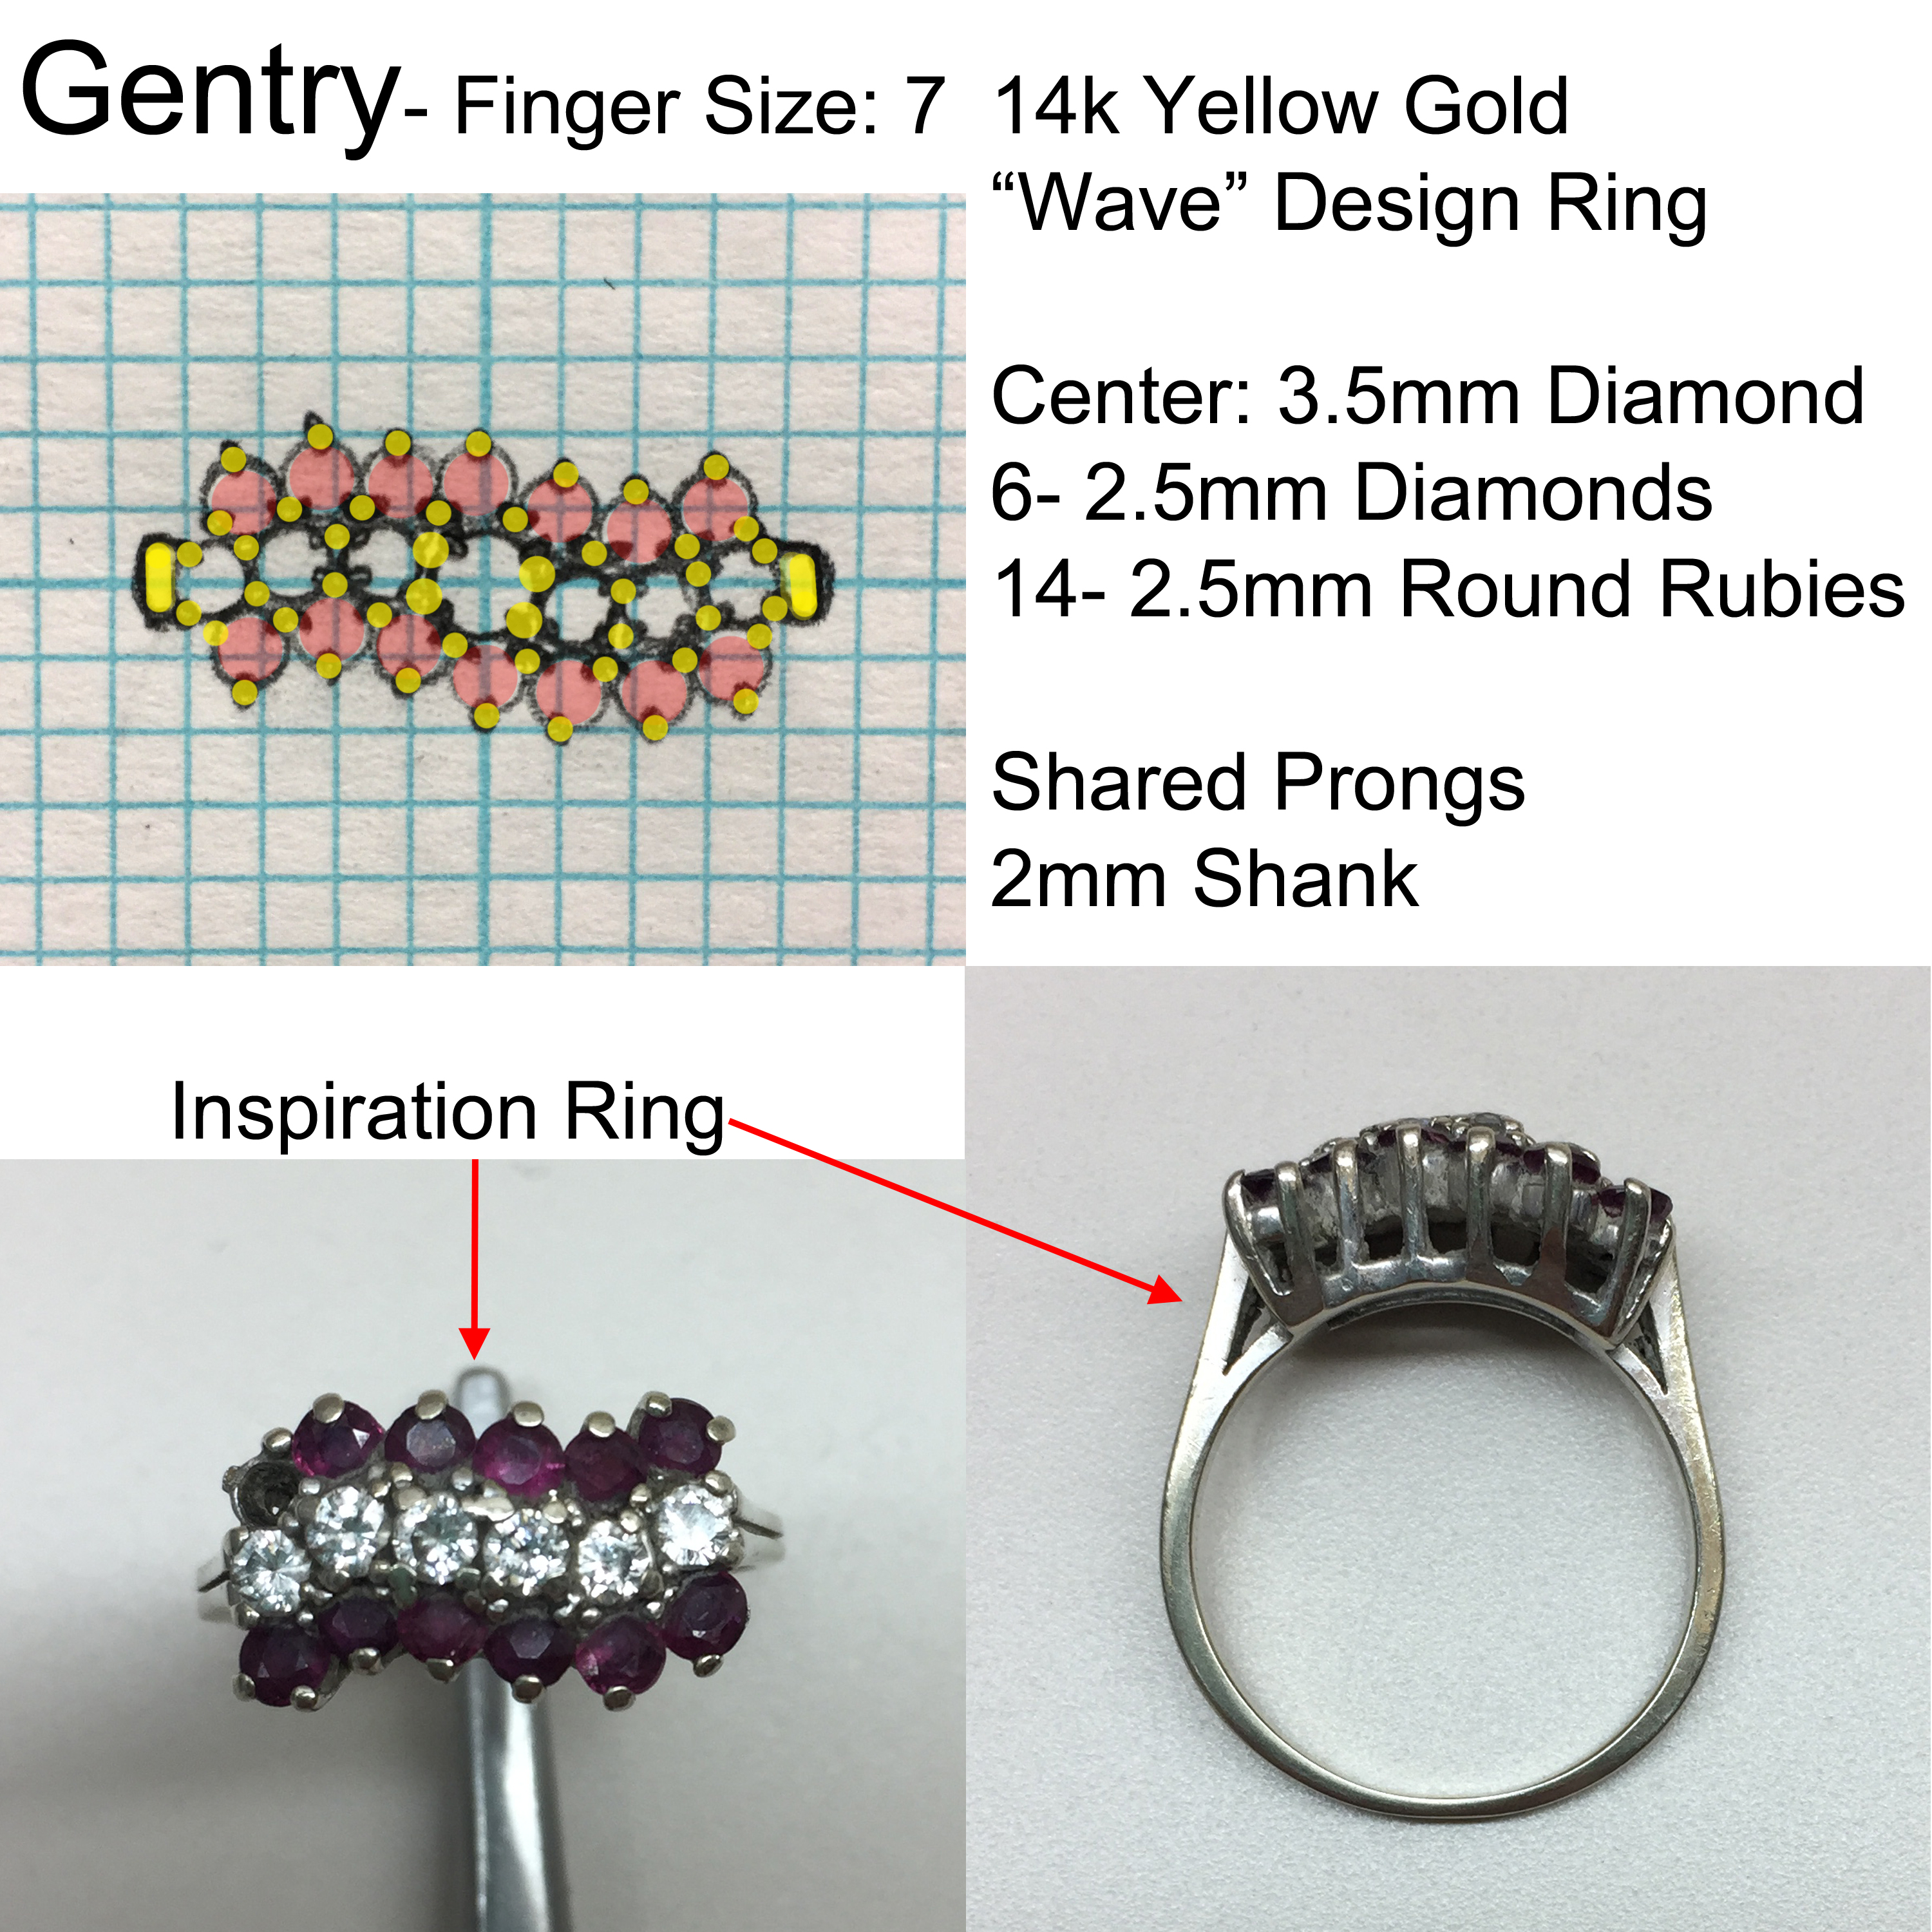 Gentry- Finger Size: 7
14k Yellow Gold
“Wave” Design Ring
Center: 3.5mm Diamond
6- 2.5mm Diamonds
14- 2.5mm Round Rubies
Shared Prongs
2mm Shank
Inspiration Ring